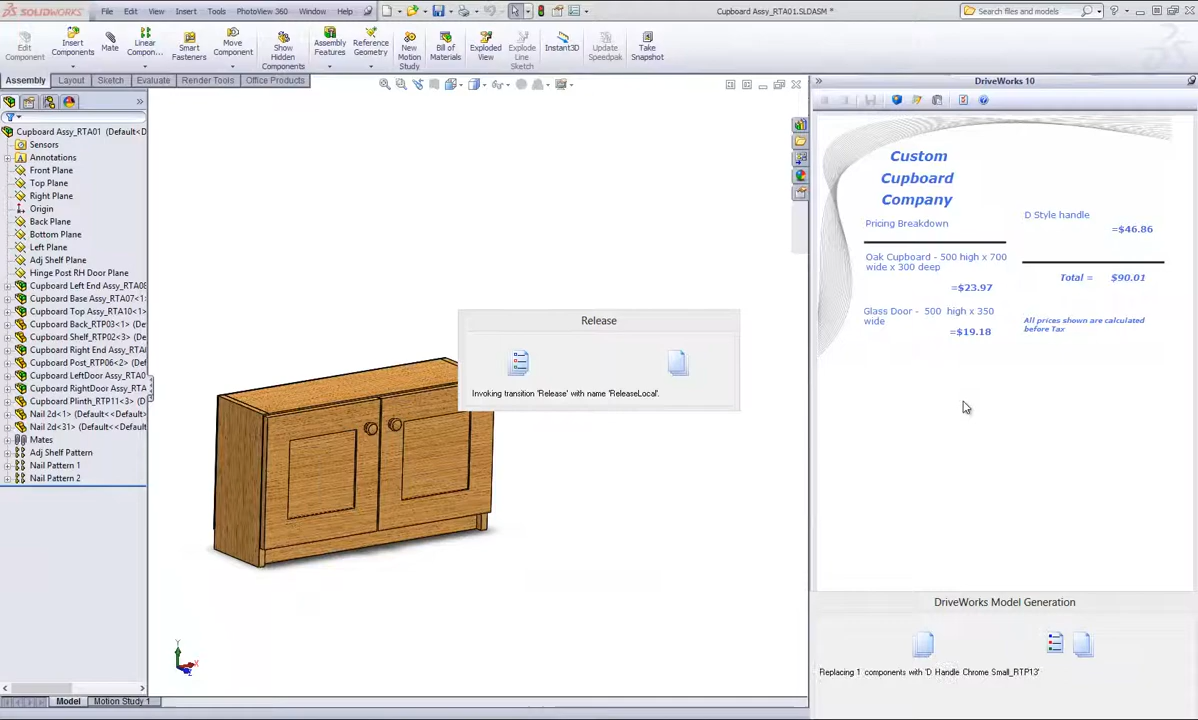 SOLIDWORKS File Edit View Insert Tools PhotoView 360 Window Help Cupboard Assy_RTA01.SLDASM * Search files and models
Edit Component
Insert Components
Mate
Linear Compon...
Smart Fasteners
Move Component
Show Hidden Components
Assembly Features
Reference Geometry
New Motion Study
Bill of Materials
Exploded View
Explode Line Sketch
Instant3D
Update Speedpak
Take Snapshot
Assembly Layout Sketch Evaluate Render Tools Office Products
DriveWorks 10
Cupboard Assy_RTA01 (Default<D
Sensors
Annotations
Front Plane
Top Plane
Right Plane
Origin
Back Plane
Bottom Plane
Left Plane
Adj Shelf Plane
Hinge Post RH Door Plane
Cupboard Left End Assy_RTA08
Cupboard Base Assy_RTA07<1>
Cupboard Top Assy_RTA10<1>
Cupboard Back_RTP03<1> (D
Cupboard Shelf_RTP02<3> (D
Cupboard Right End Assy_RTA
Cupboard Post_RTP06<2> (D
Cupboard LeftDoor Assy_RTA0
Cupboard RightDoor Assy_RTA
Cupboard Plinth_RTP11<3> (D
Nail 2d<1> (Default<<Default
Nail 2d<31> (Default<<Default
Mates
Adj Shelf Pattern
Nail Pattern 1
Nail Pattern 2
Release
Invoking transition 'Release' with name 'ReleaseLocal'.
Custom
Cupboard
Company
Pricing Breakdown
Oak Cupboard - 500 high x 700
wide x 300 deep
=$23.97
Glass Door - 500 high x 350
wide
=$19.18
D Style handle
=$46.86
Total = $90.01
All prices shown are calculated
before Tax
DriveWorks Model Generation
Replacing 1 components with 'D Handle Chrome Small_RTP13'
Y
X
Z
Model Motion Study 1